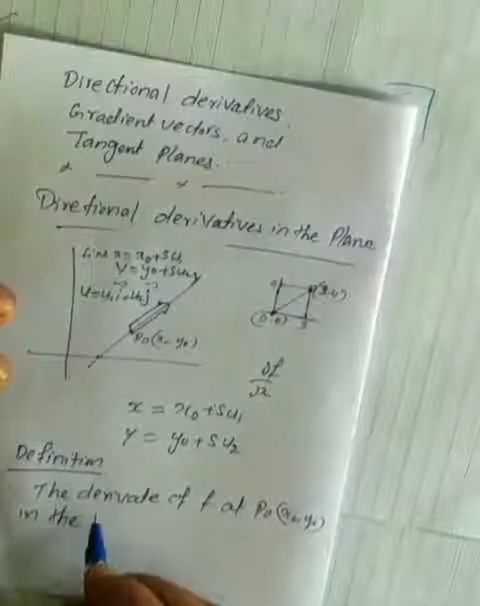 Directional derivatives,
Gradient vectors, and
Tangent Planes.
Diretional derivatives in the Plane
Line x = x0+SU1
Y = y0+SU2
U=U1i+U2j
P0(x0, y0)
(0,0)
∂f
∂x
x = x0+SU1
y = y0+SU2
Definition
The derivate of f at P0(x0,y0)
in the